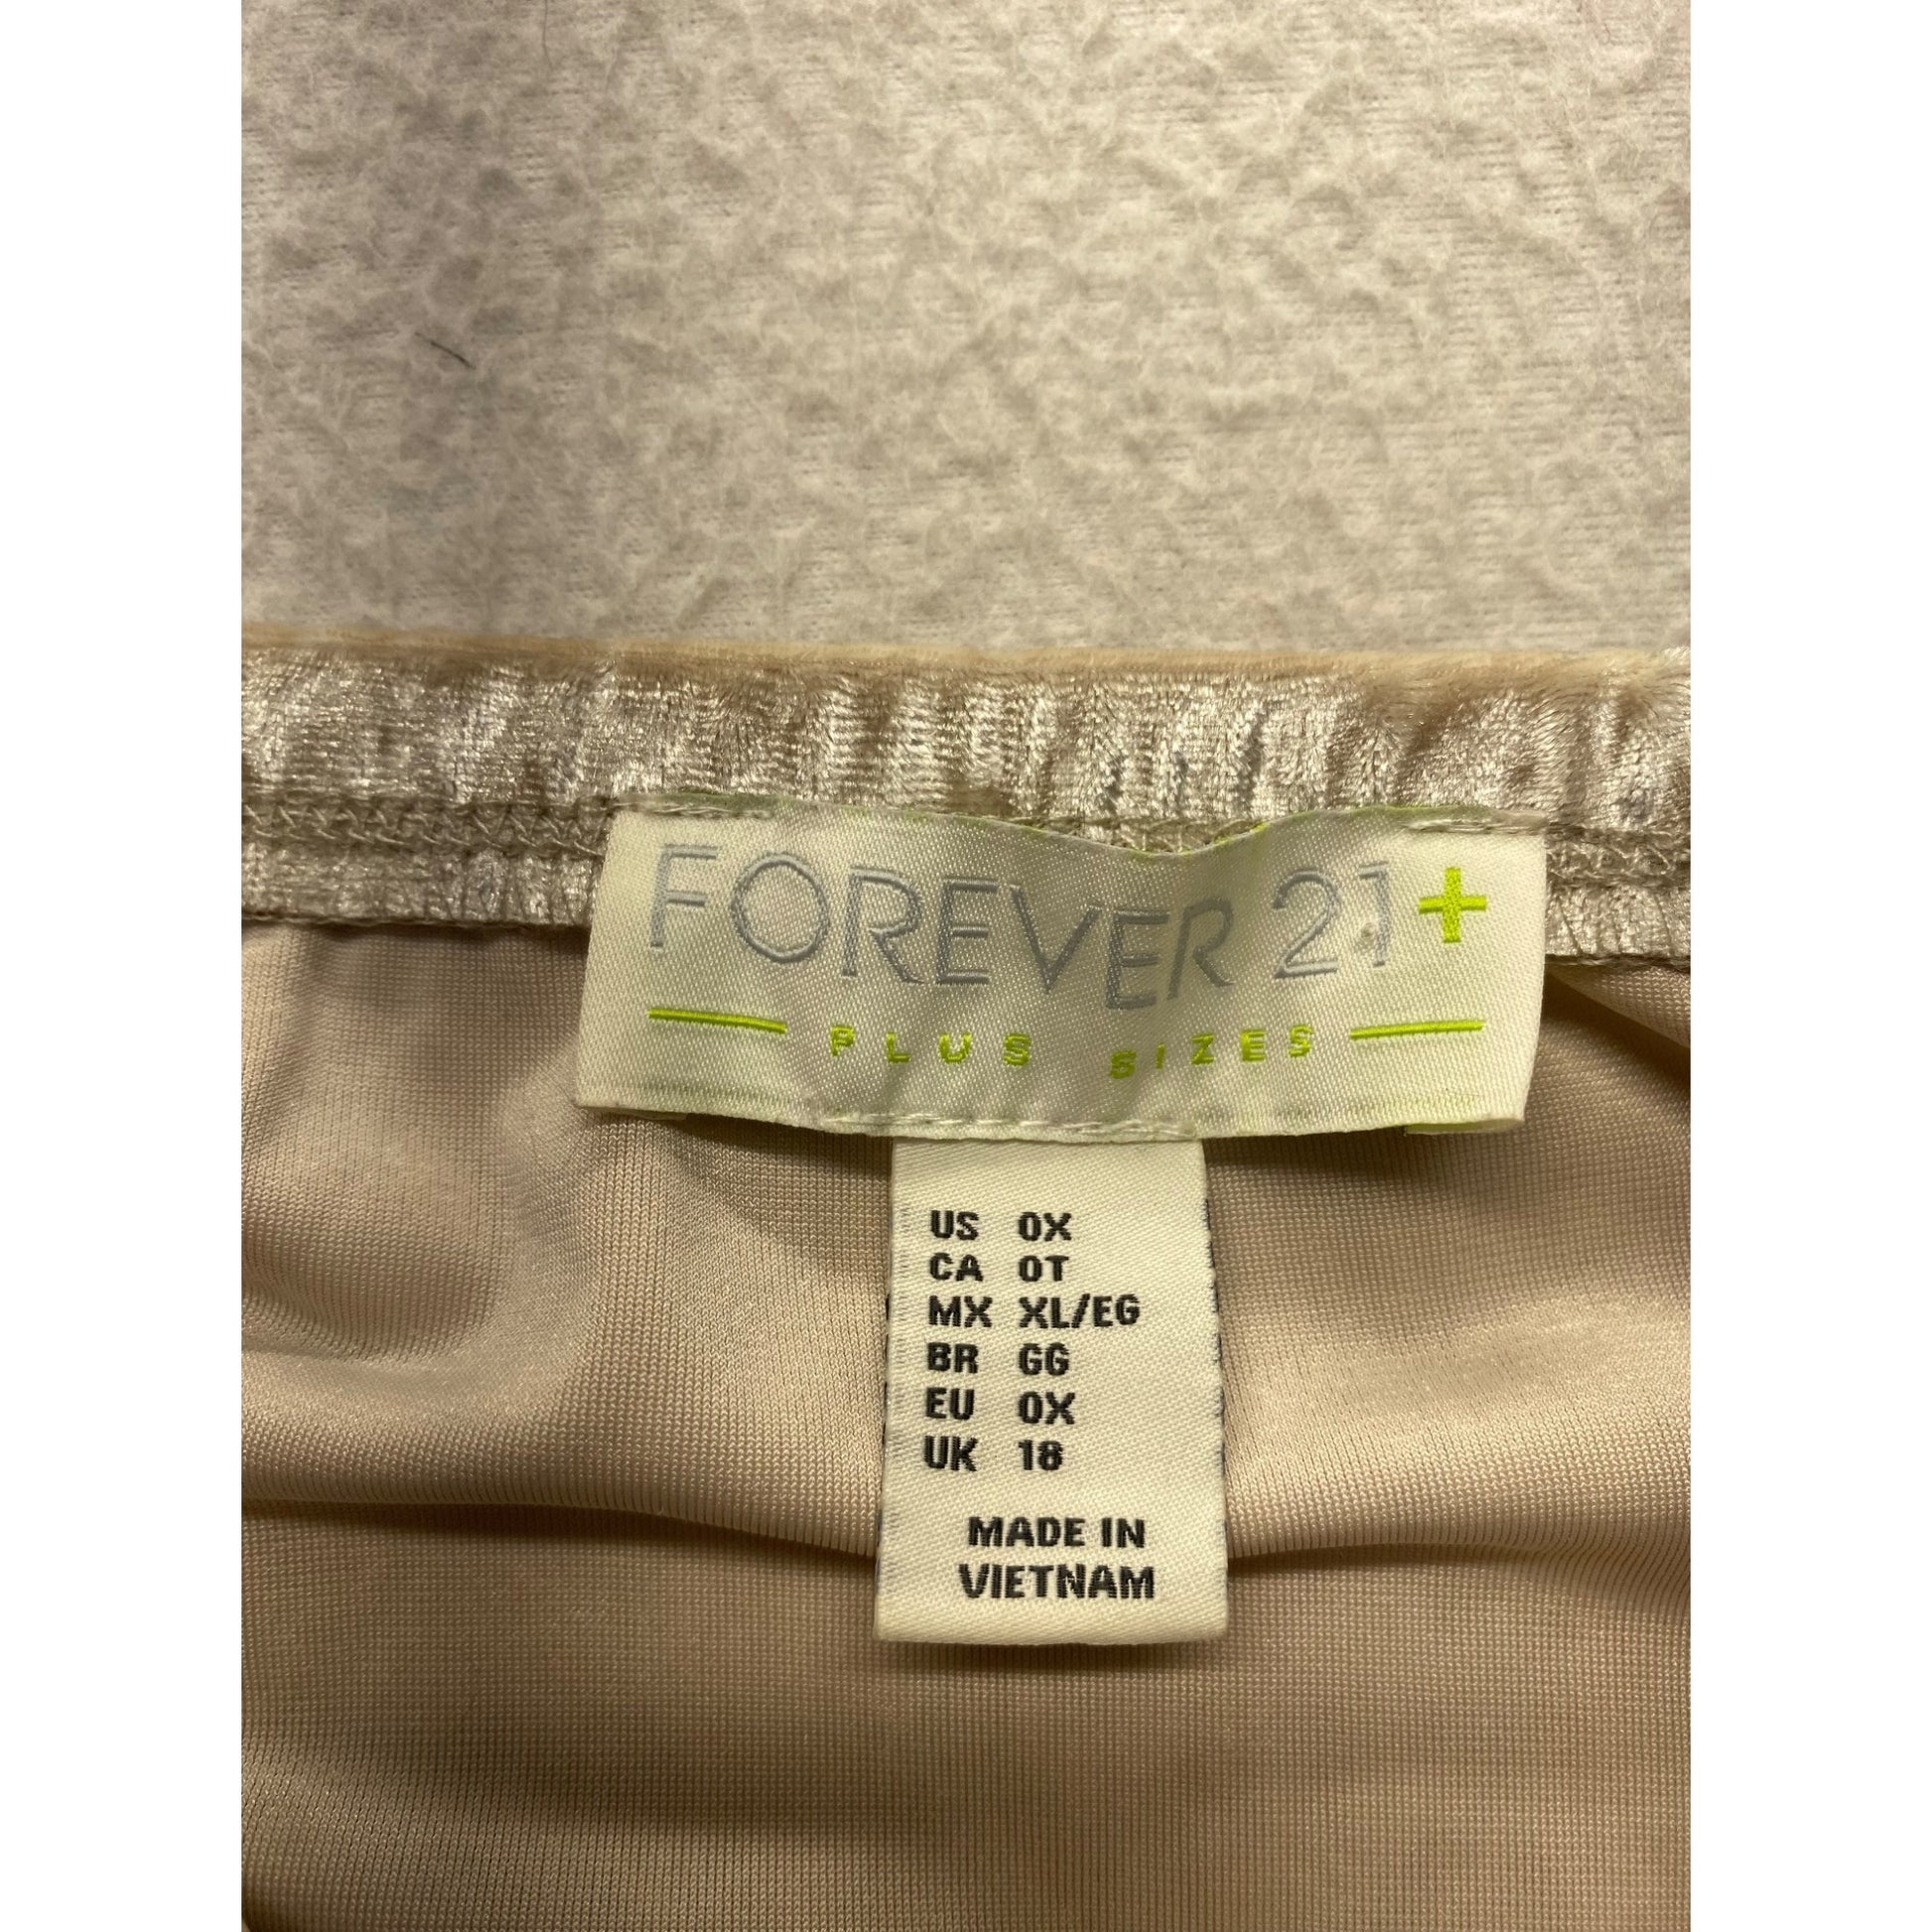 FOREVER 21+
PLUS SIZES
US 0X
CA 0T
MX XL/EG
BR GG
EU 0X
UK 18
MADE IN
VIETNAM